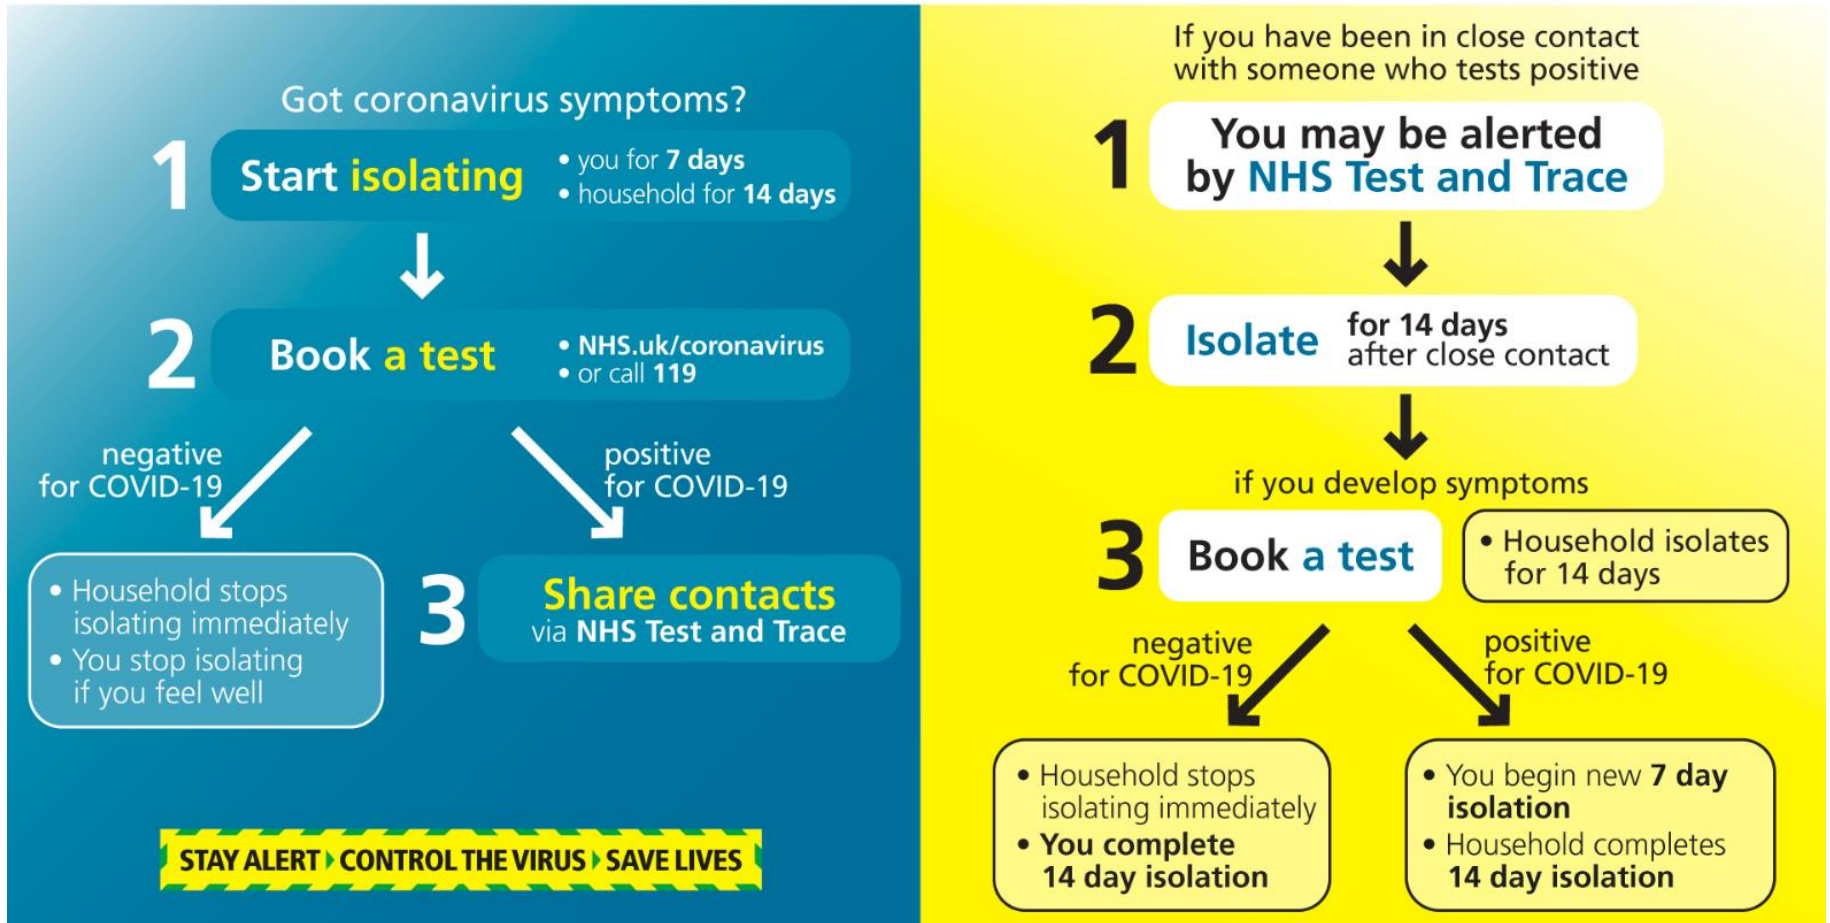 Got coronavirus symptoms?
1
Start isolating
• you for 7 days
• household for 14 days
2
Book a test
• NHS.uk/coronavirus
• or call 119
negative
for COVID-19
positive
for COVID-19
• Household stops
isolating immediately
• You stop isolating
if you feel well
3
Share contacts
via NHS Test and Trace
STAY ALERT CONTROL THE VIRUS SAVE LIVES
If you have been in close contact
with someone who tests positive
1
You may be alerted
by NHS Test and Trace
2
Isolate
for 14 days
after close contact
if you develop symptoms
3
Book a test
• Household isolates
for 14 days
negative
for COVID-19
positive
for COVID-19
• Household stops
isolating immediately
• You complete
14 day isolation
• You begin new 7 day
isolation
• Household completes
14 day isolation